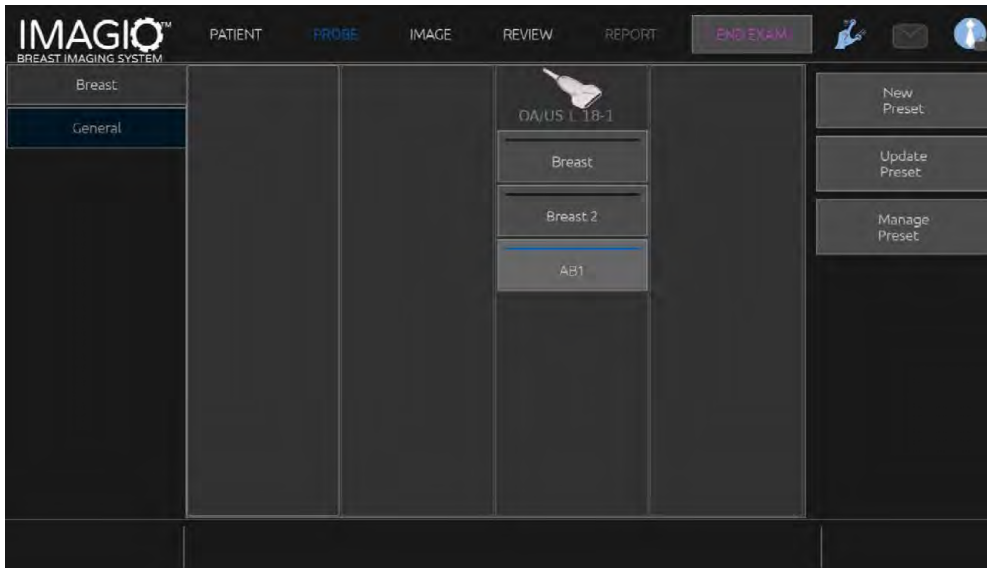 IMAGIO™
BREAST IMAGING SYSTEM
PATIENT
PROBE
IMAGE
REVIEW
REPORT
END EXAM
Breast
General
OA/US L 18-1
Breast
Breast 2
AB1
New
Preset
Update
Preset
Manage
Preset